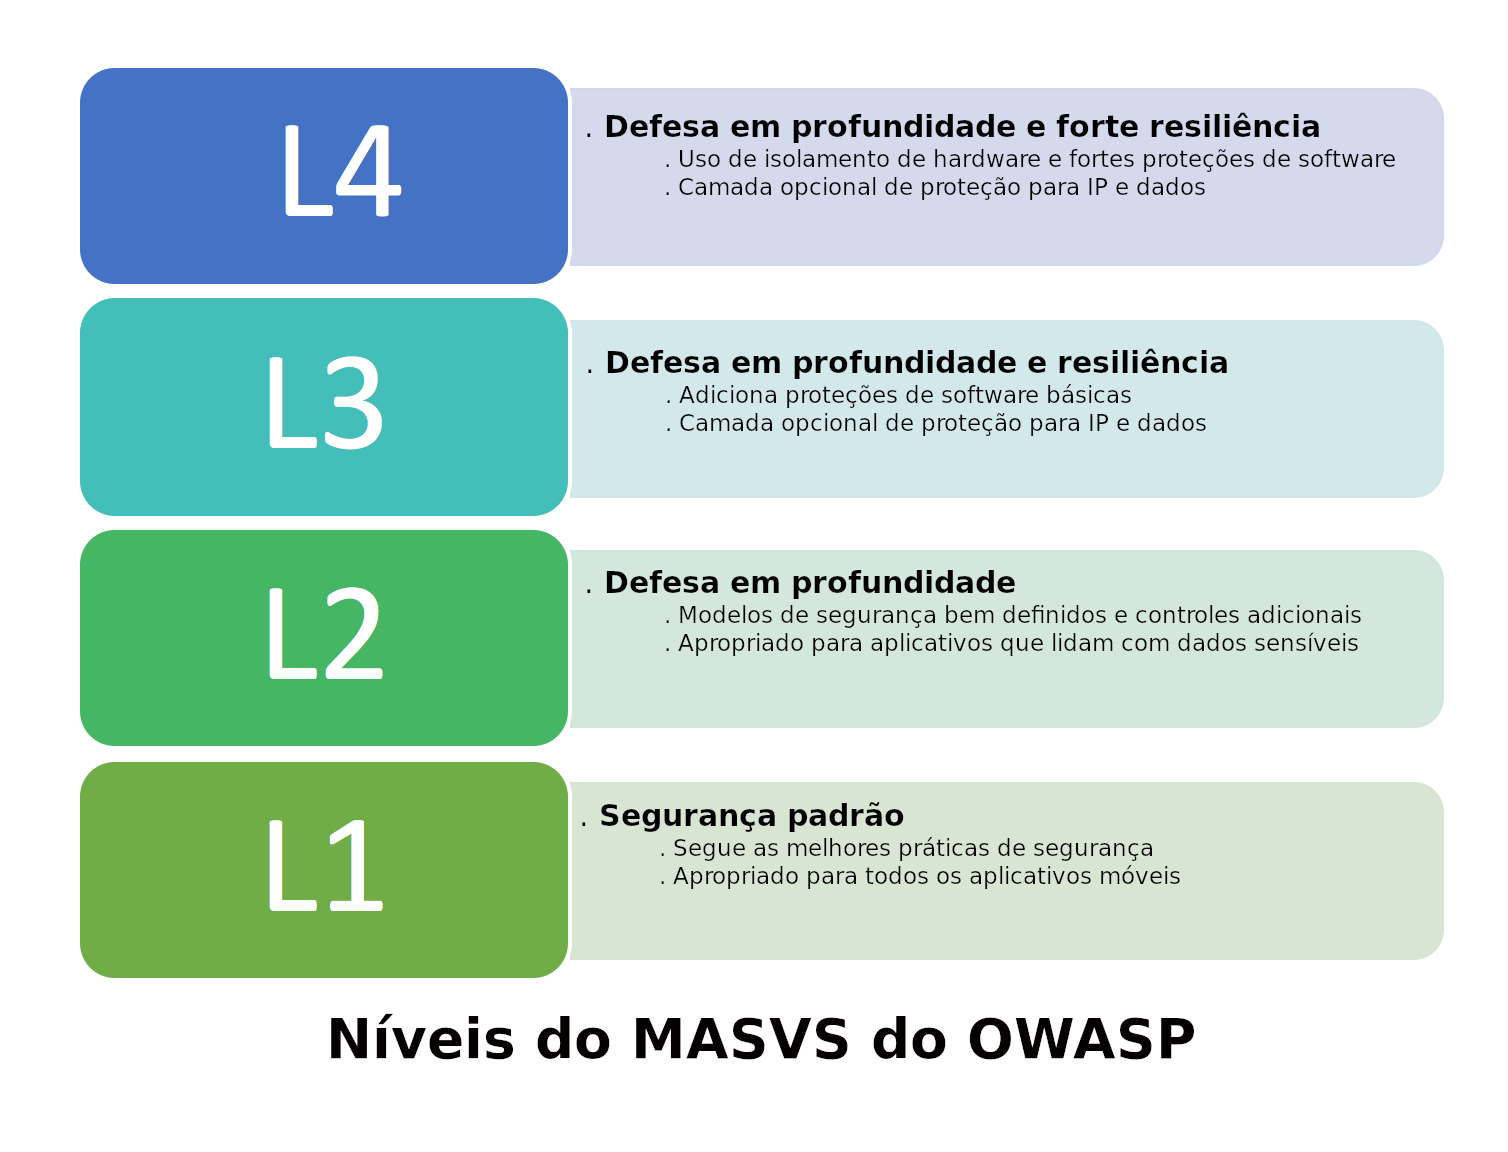 L4
. Defesa em profundidade e forte resiliência
. Uso de isolamento de hardware e fortes proteções de software
. Camada opcional de proteção para IP e dados
L3
. Defesa em profundidade e resiliência
. Adiciona proteções de software básicas
. Camada opcional de proteção para IP e dados
L2
. Defesa em profundidade
. Modelos de segurança bem definidos e controles adicionais
. Apropriado para aplicativos que lidam com dados sensíveis
L1
. Segurança padrão
. Segue as melhores práticas de segurança
. Apropriado para todos os aplicativos móveis
Níveis do MASVS do OWASP